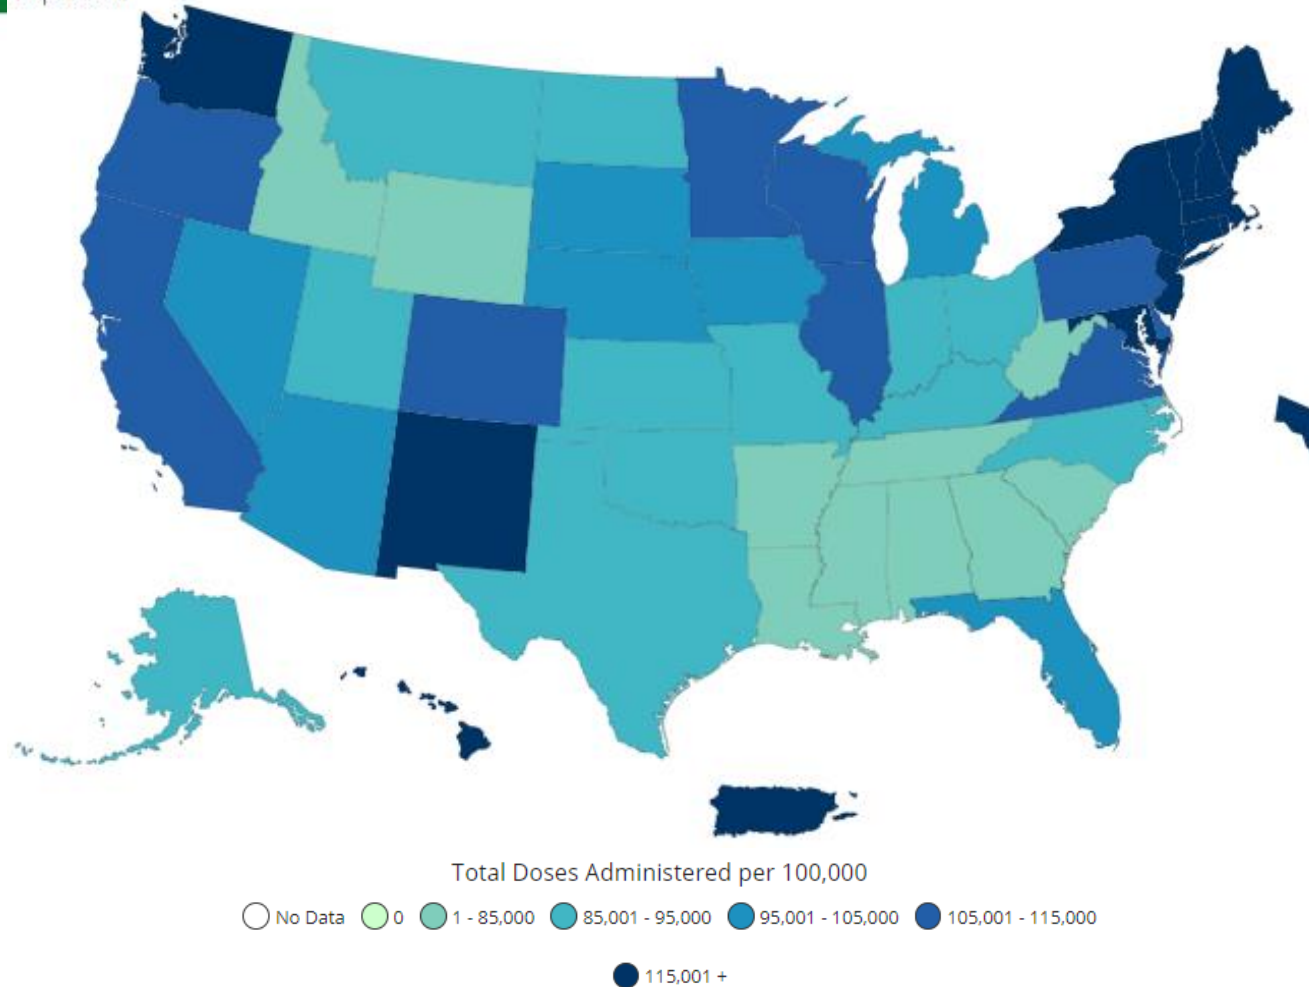 Total Doses Administered per 100,000
No Data 0 1 - 85,000 85,001 - 95,000 95,001 - 105,000 105,001 - 115,000
115,001 +